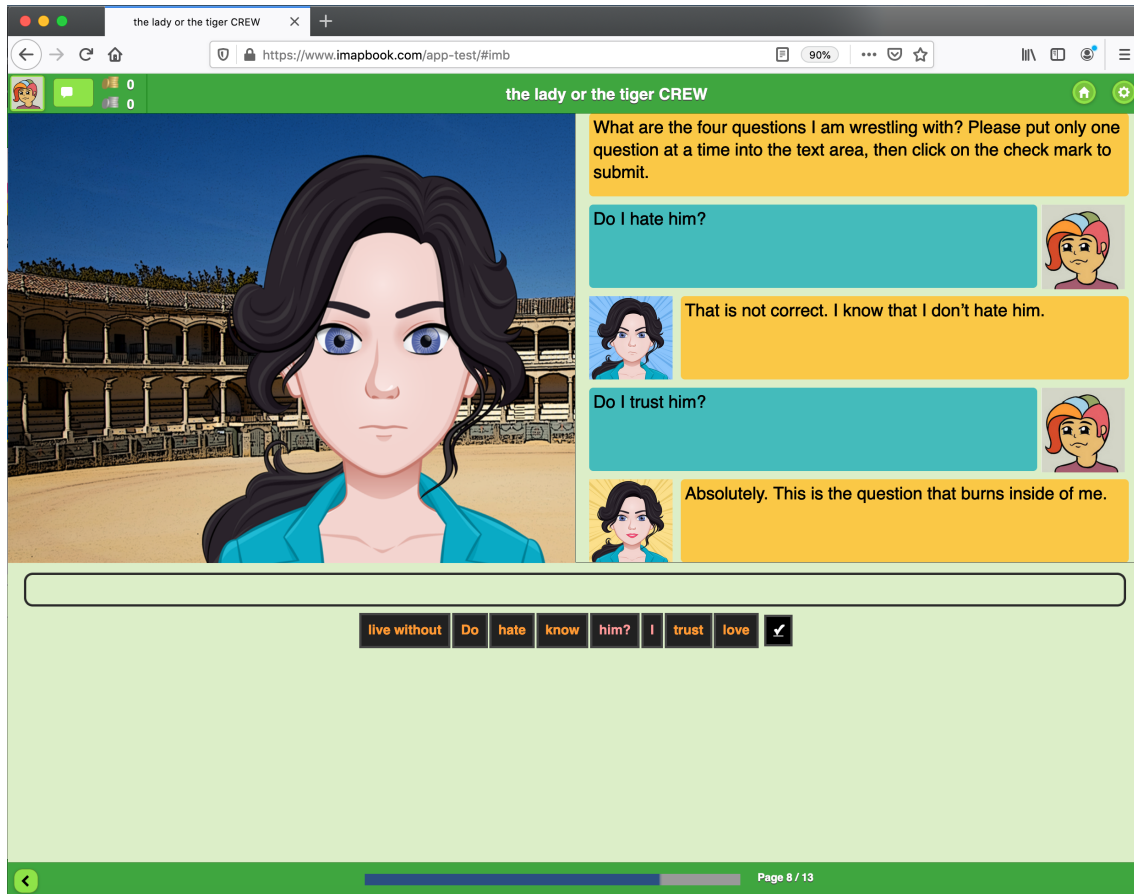 the lady or the tiger CREW
https://www.imapbook.com/app-test/#imb
90%
0
0
the lady or the tiger CREW
What are the four questions I am wrestling with? Please put only one
question at a time into the text area, then click on the check mark to
submit.
Do I hate him?
That is not correct. I know that I don’t hate him.
Do I trust him?
Absolutely. This is the question that burns inside of me.
live without Do hate know him? I trust love
Page 8 / 13